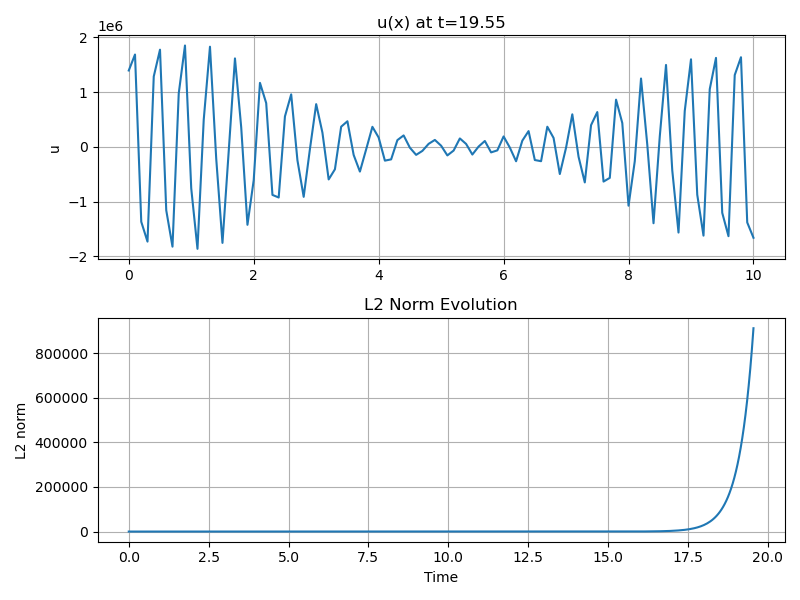 u(x) at t=19.55
1e6
2
1
0
−1
−2
u
0 2 4 6 8 10
L2 Norm Evolution
800000
600000
400000
200000
0
L2 norm
0.0 2.5 5.0 7.5 10.0 12.5 15.0 17.5 20.0
Time